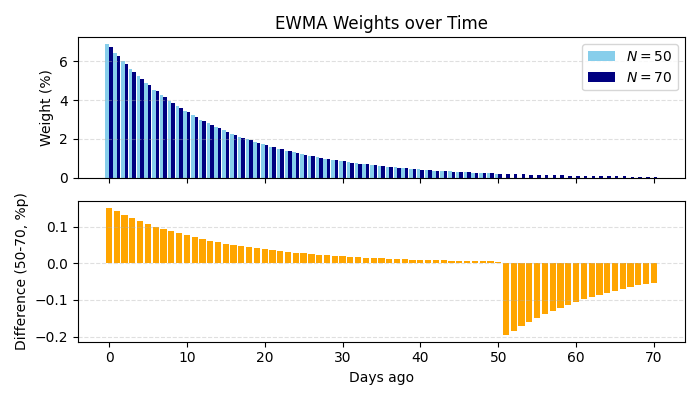 EWMA Weights over Time
Weight (%)
6
4
2
0
N = 50
N = 70
Difference (50-70, %p)
0.1
0.0
−0.1
−0.2
0 10 20 30 40 50 60 70
Days ago